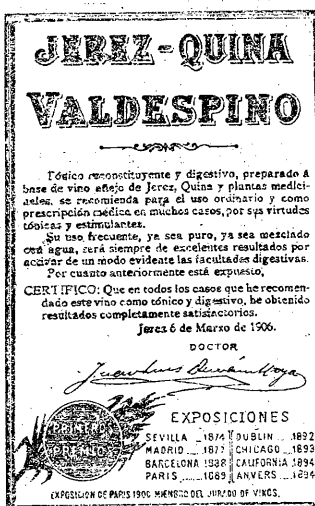 JEREZ-QUINA
VALDESPINO
Tónico reconstituyente y digestivo, preparado á
base de vino añejo de Jerez, Quina y plantas medici-
nales, se recomienda para el uso ordinario y como
prescripción médica en muchos casos, por sus virtudes
tónicas y estimulantes.
Su uso frecuente, ya sea puro, ya sea mezclado
con agua, será siempre de excelentes resultados por
activar de un modo evidente las facultades digestivas.
Por cuanto anteriormente está expuesto,
CERTIFICO: Que en todos los casos que he recomen-
dado este vino como tónico y digestivo, he obtenido
resultados completamente satisfactorios.
Jerez 6 de Marzo de 1906.
DOCTOR
Juan Luis Durán Moya
EXPOSICIONES
PRIMEROS PREMIOS
SEVILLA 1874 DUBLIN 1892
MADRID 1877 CHICAGO 1893
BARCELONA 1888 CALIFORNIA 1894
PARIS 1889 ANVERS 1894
EXPOSICION DE PARIS 1900 MIEMBRO DEL JURADO DE VINOS.